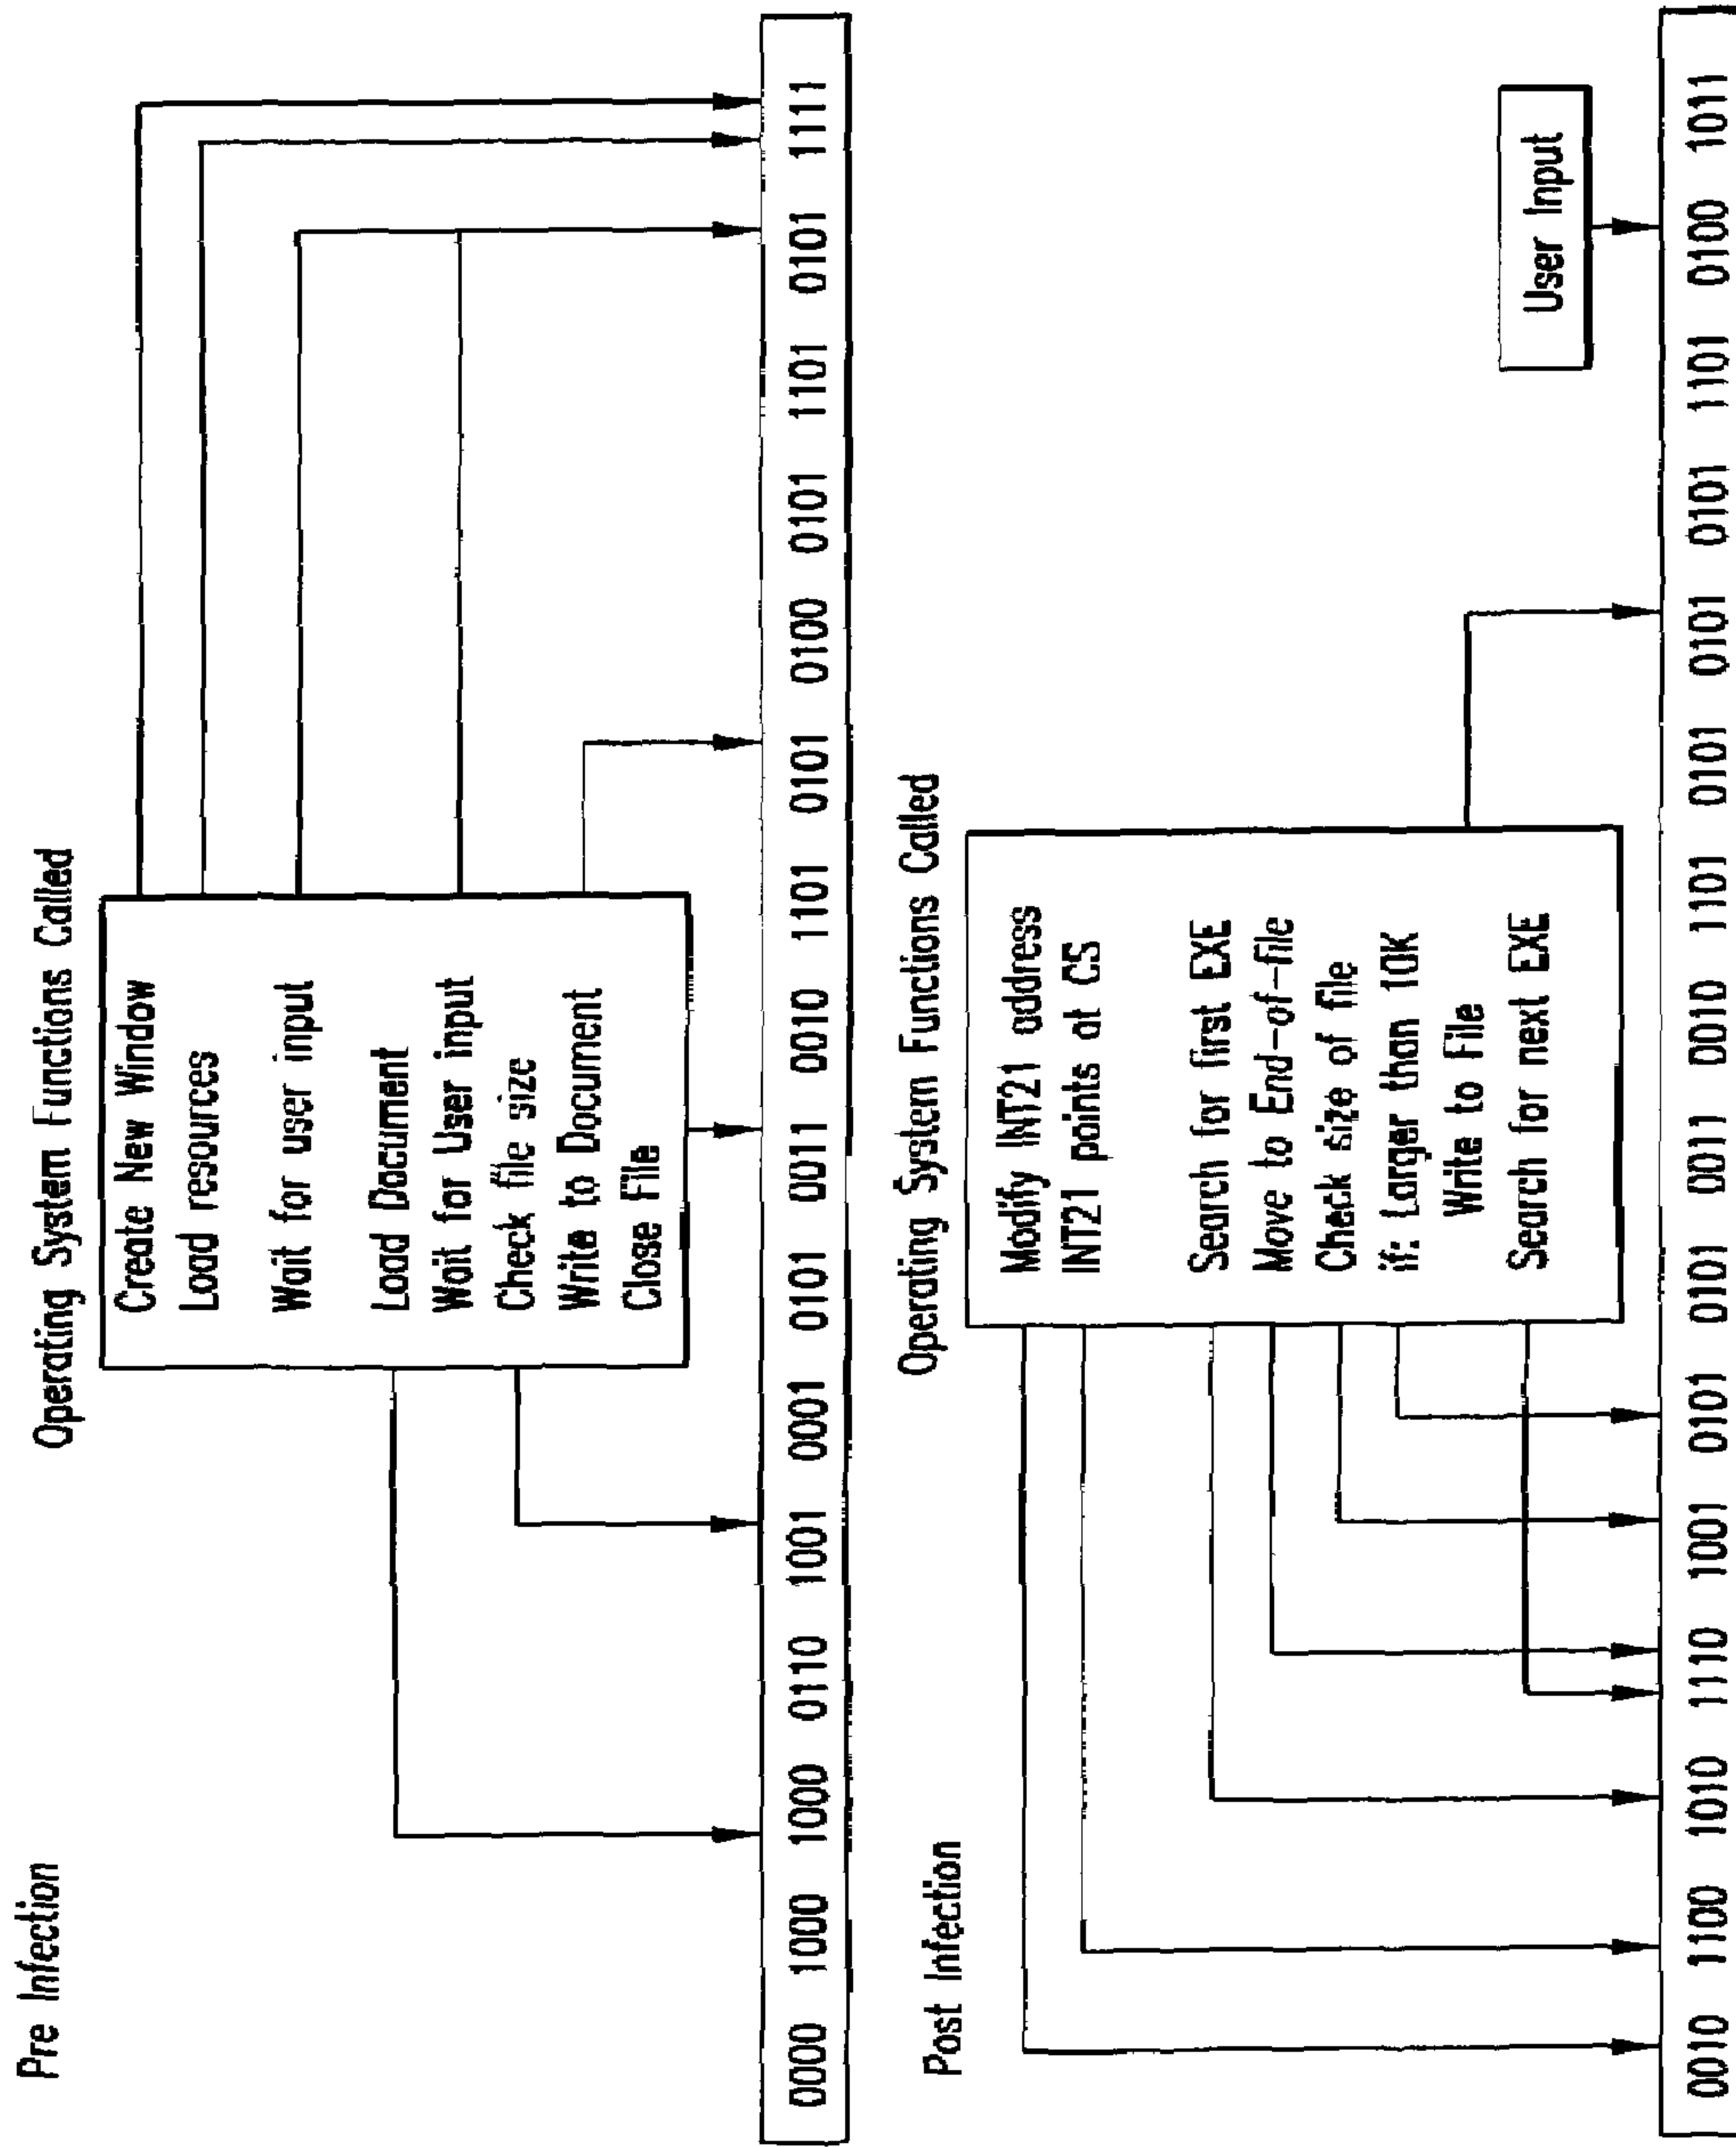 Pre Infection
Operating System Functions Called
Create New Window
Load resources
Wait for user input
Load Document
Wait for User input
Check file size
Write to Document
Close File
0000 1000 1000 0110 1001 0001 0101 0011 0010 1101 0101 0100 0101 1101 0101 1111
Post Infection
Operating System Functions Called
Modify INT21 address
INT21 points at CS
Search for first EXE
Move to End-of-file
Check size of file
if: Larger than 10K
Write to File
Search for next EXE
User Input
0010 1100 1010 1110 1001 0101 0101 0011 0010 1101 0101 0101 0101 1101 0100 1011